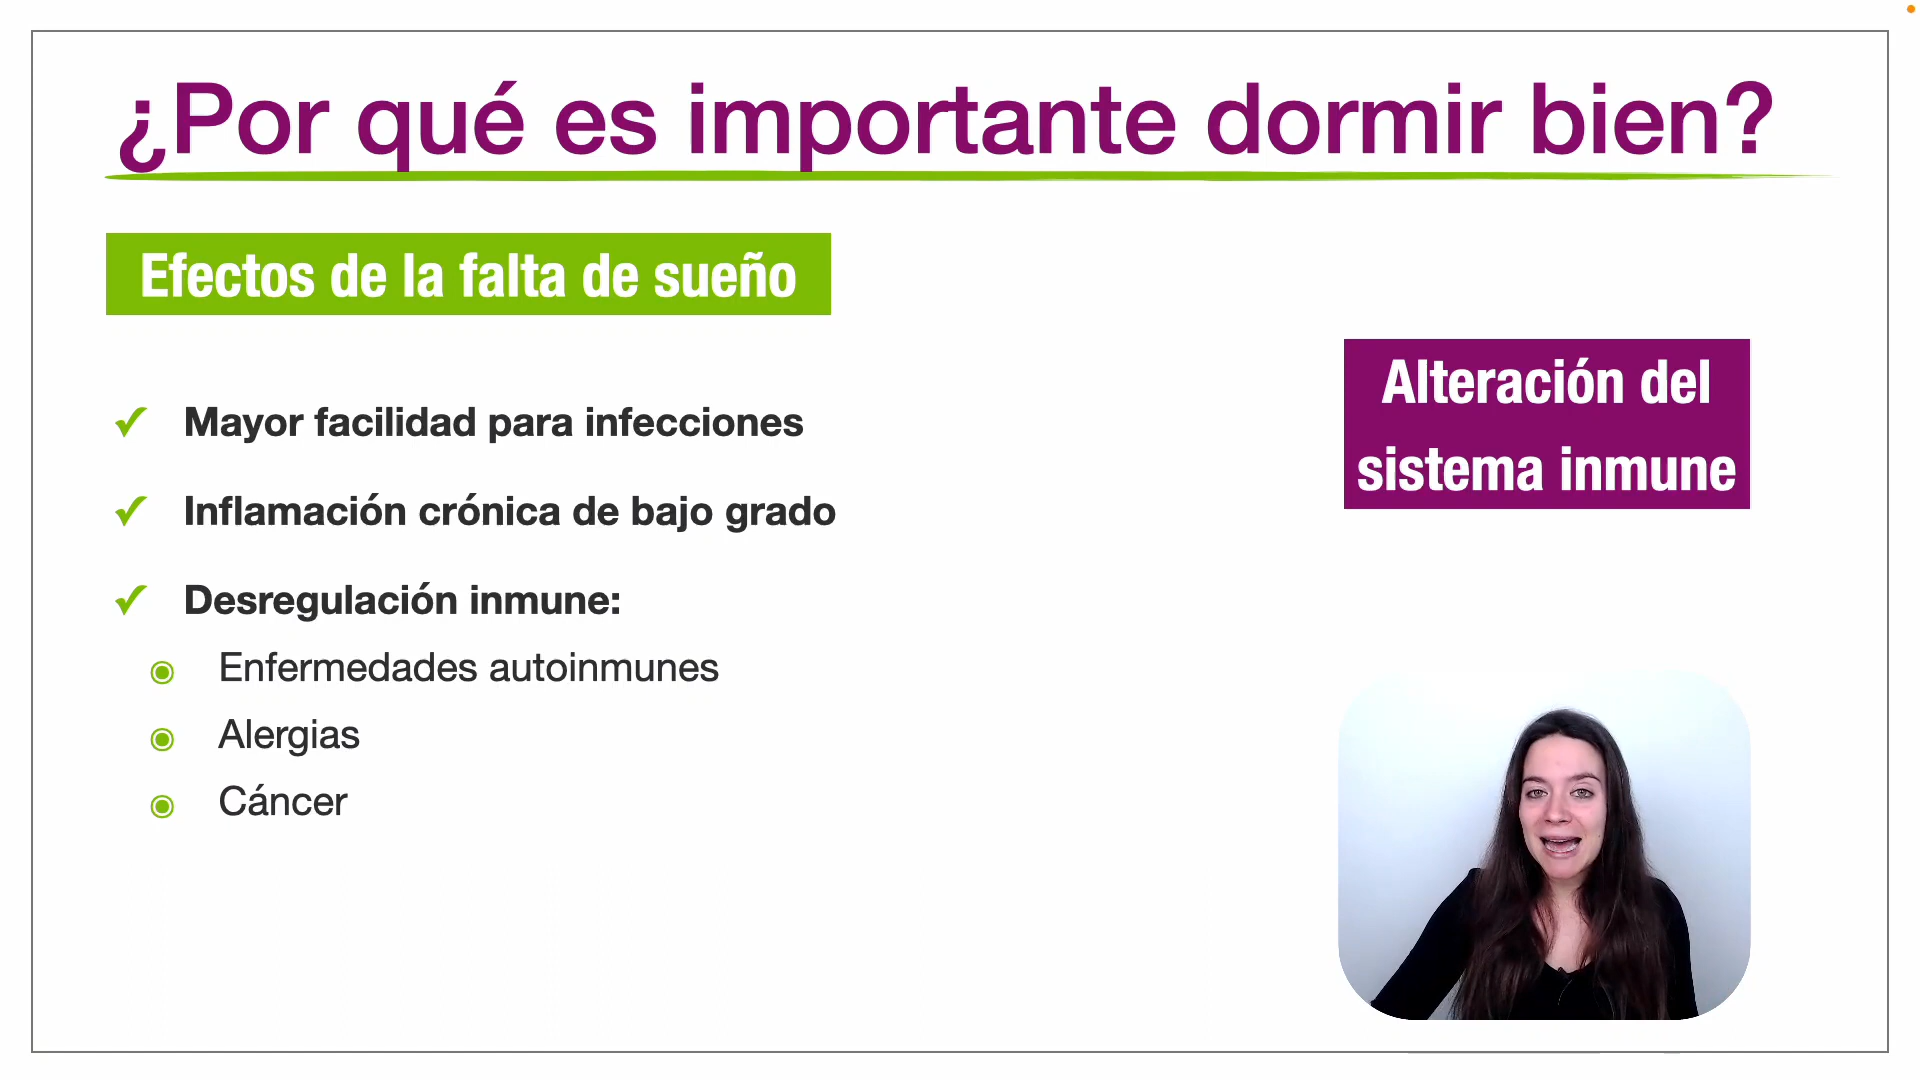 ¿Por qué es importante dormir bien?
Efectos de la falta de sueño
Alteración del
sistema inmune
Mayor facilidad para infecciones
Inflamación crónica de bajo grado
Desregulación inmune:
Enfermedades autoinmunes
Alergias
Cáncer